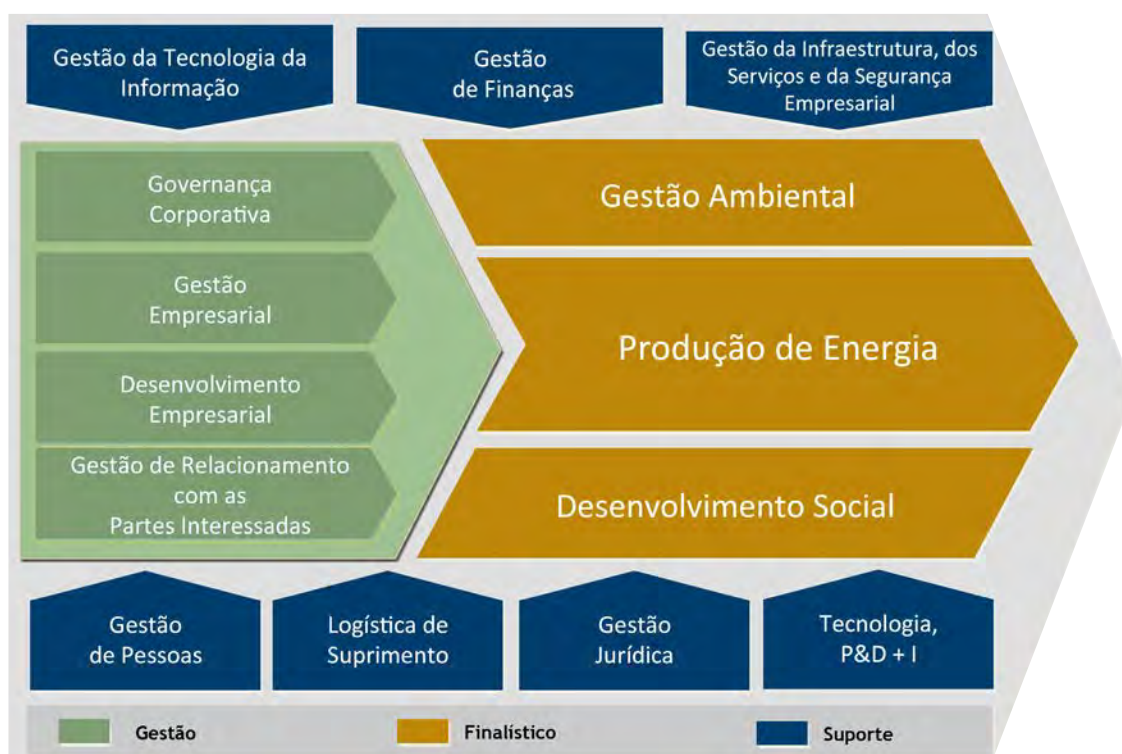 Gestão da Tecnologia da
Informação
Gestão
de Finanças
Gestão da Infraestrutura, dos
Serviços e da Segurança
Empresarial
Governança
Corporativa
Gestão
Empresarial
Desenvolvimento
Empresarial
Gestão de Relacionamento
com as
Partes Interessadas
Gestão Ambiental
Produção de Energia
Desenvolvimento Social
Gestão
de Pessoas
Logística de
Suprimento
Gestão
Jurídica
Tecnologia,
P&D + I
Gestão
Finalístico
Suporte